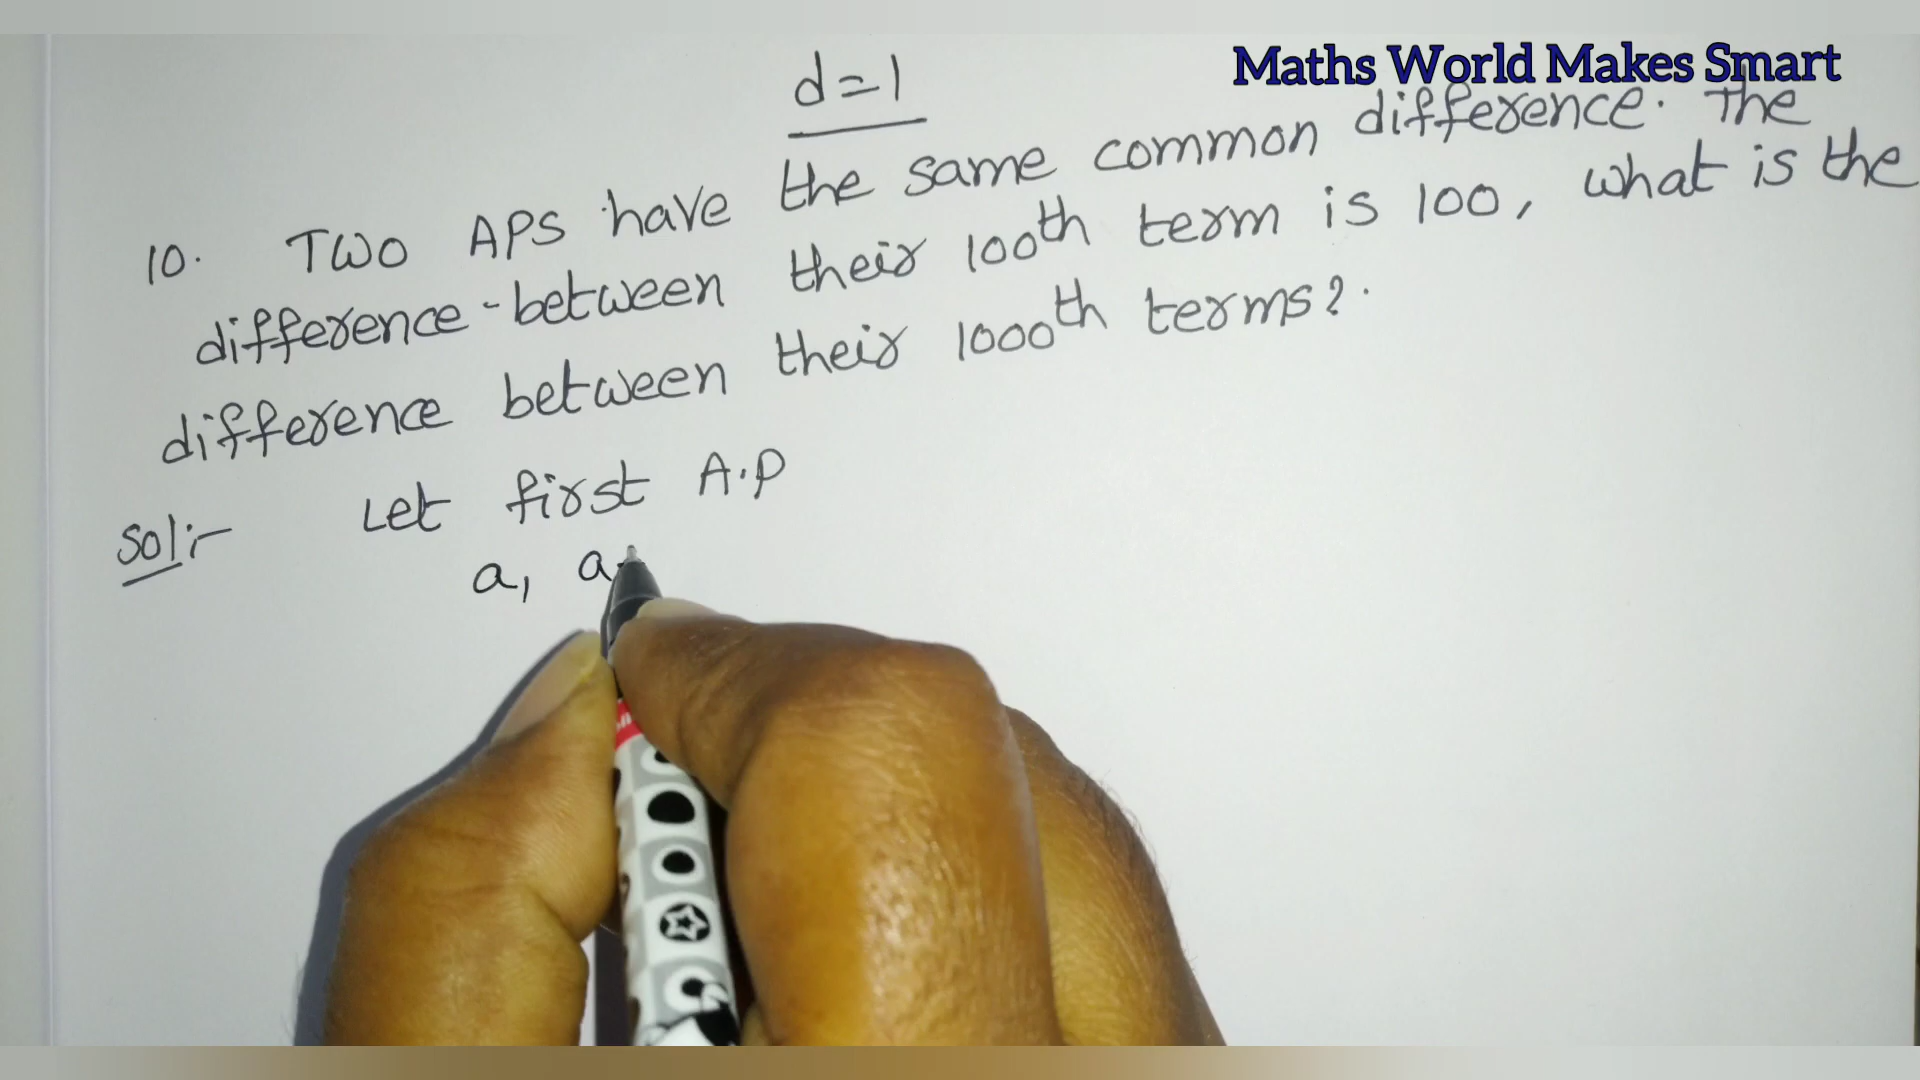 Maths World Makes Smart
d=1
10. Two APS have the same common difference. The
difference-between their 100th term is 100, what is the
difference between their 1000th terms?.
Sol:- Let first A.P
a, a